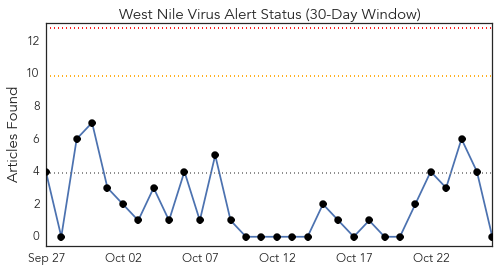 West Nile Virus Alert Status (30-Day Window)
Articles Found
12
10
8
6
4
2
0
Sep 27 Oct 02 Oct 07 Oct 12 Oct 17 Oct 22